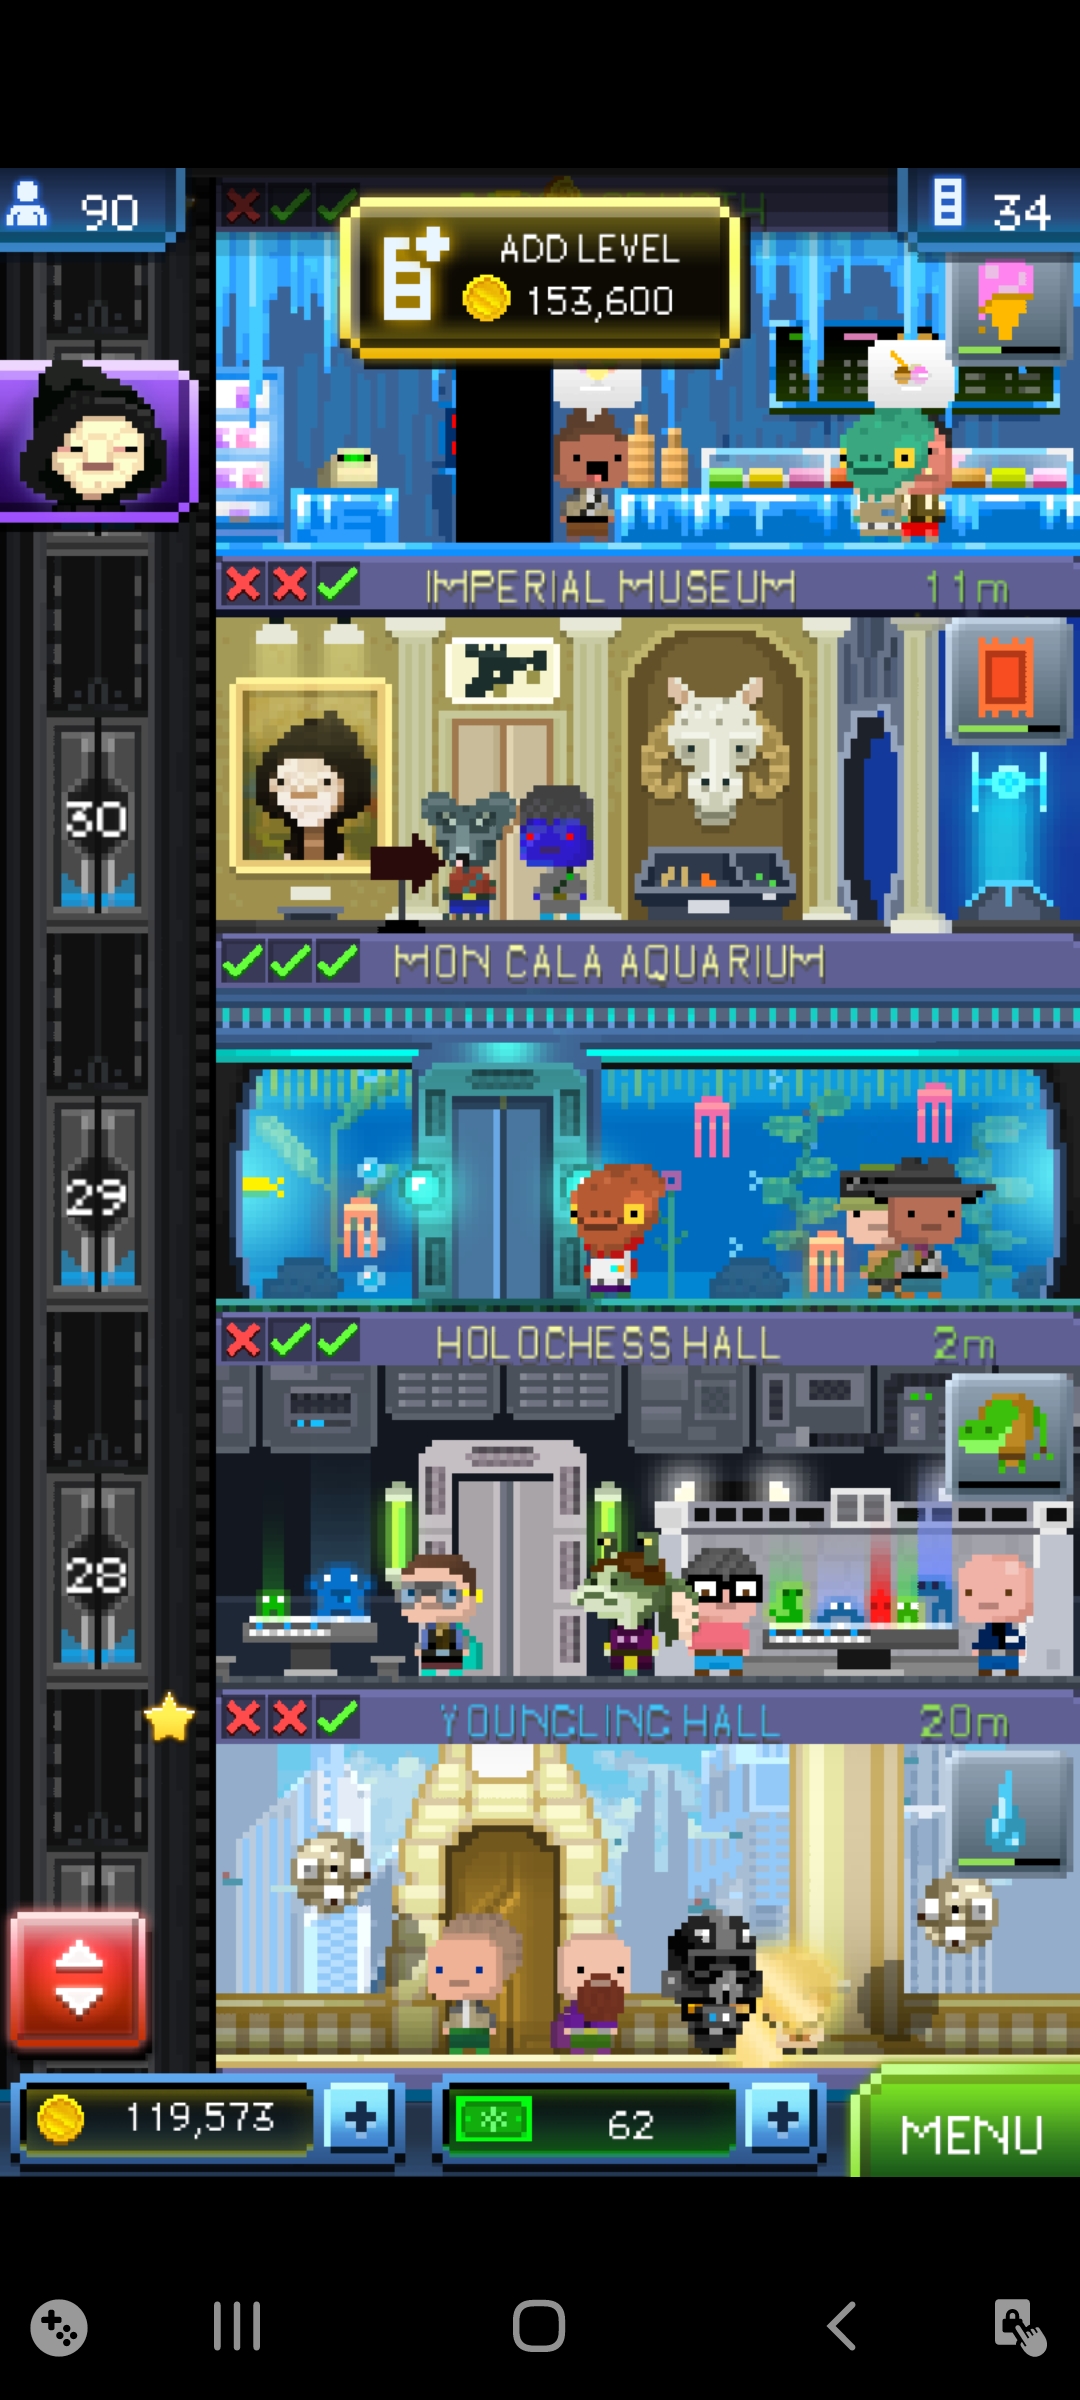 90
34
ADD LEVEL
153,600
IMPERIAL MUSEUM 11m
30
MON CALA AQUARIUM
29
HOLOCHESS HALL 2m
28
YOUNGLING HALL 20m
119,573
62
MENU